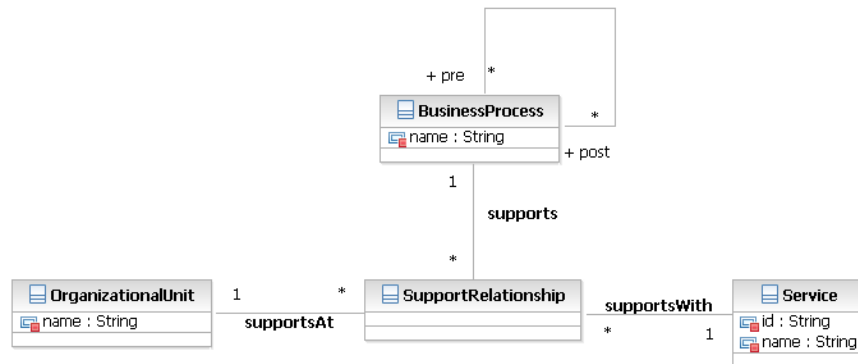 + pre
*
BusinessProcess
name : String
*
+ post
1
supports
*
OrganizationalUnit
name : String
1
*
supportsAt
SupportRelationship
supportsWith
*
1
Service
id : String
name : String